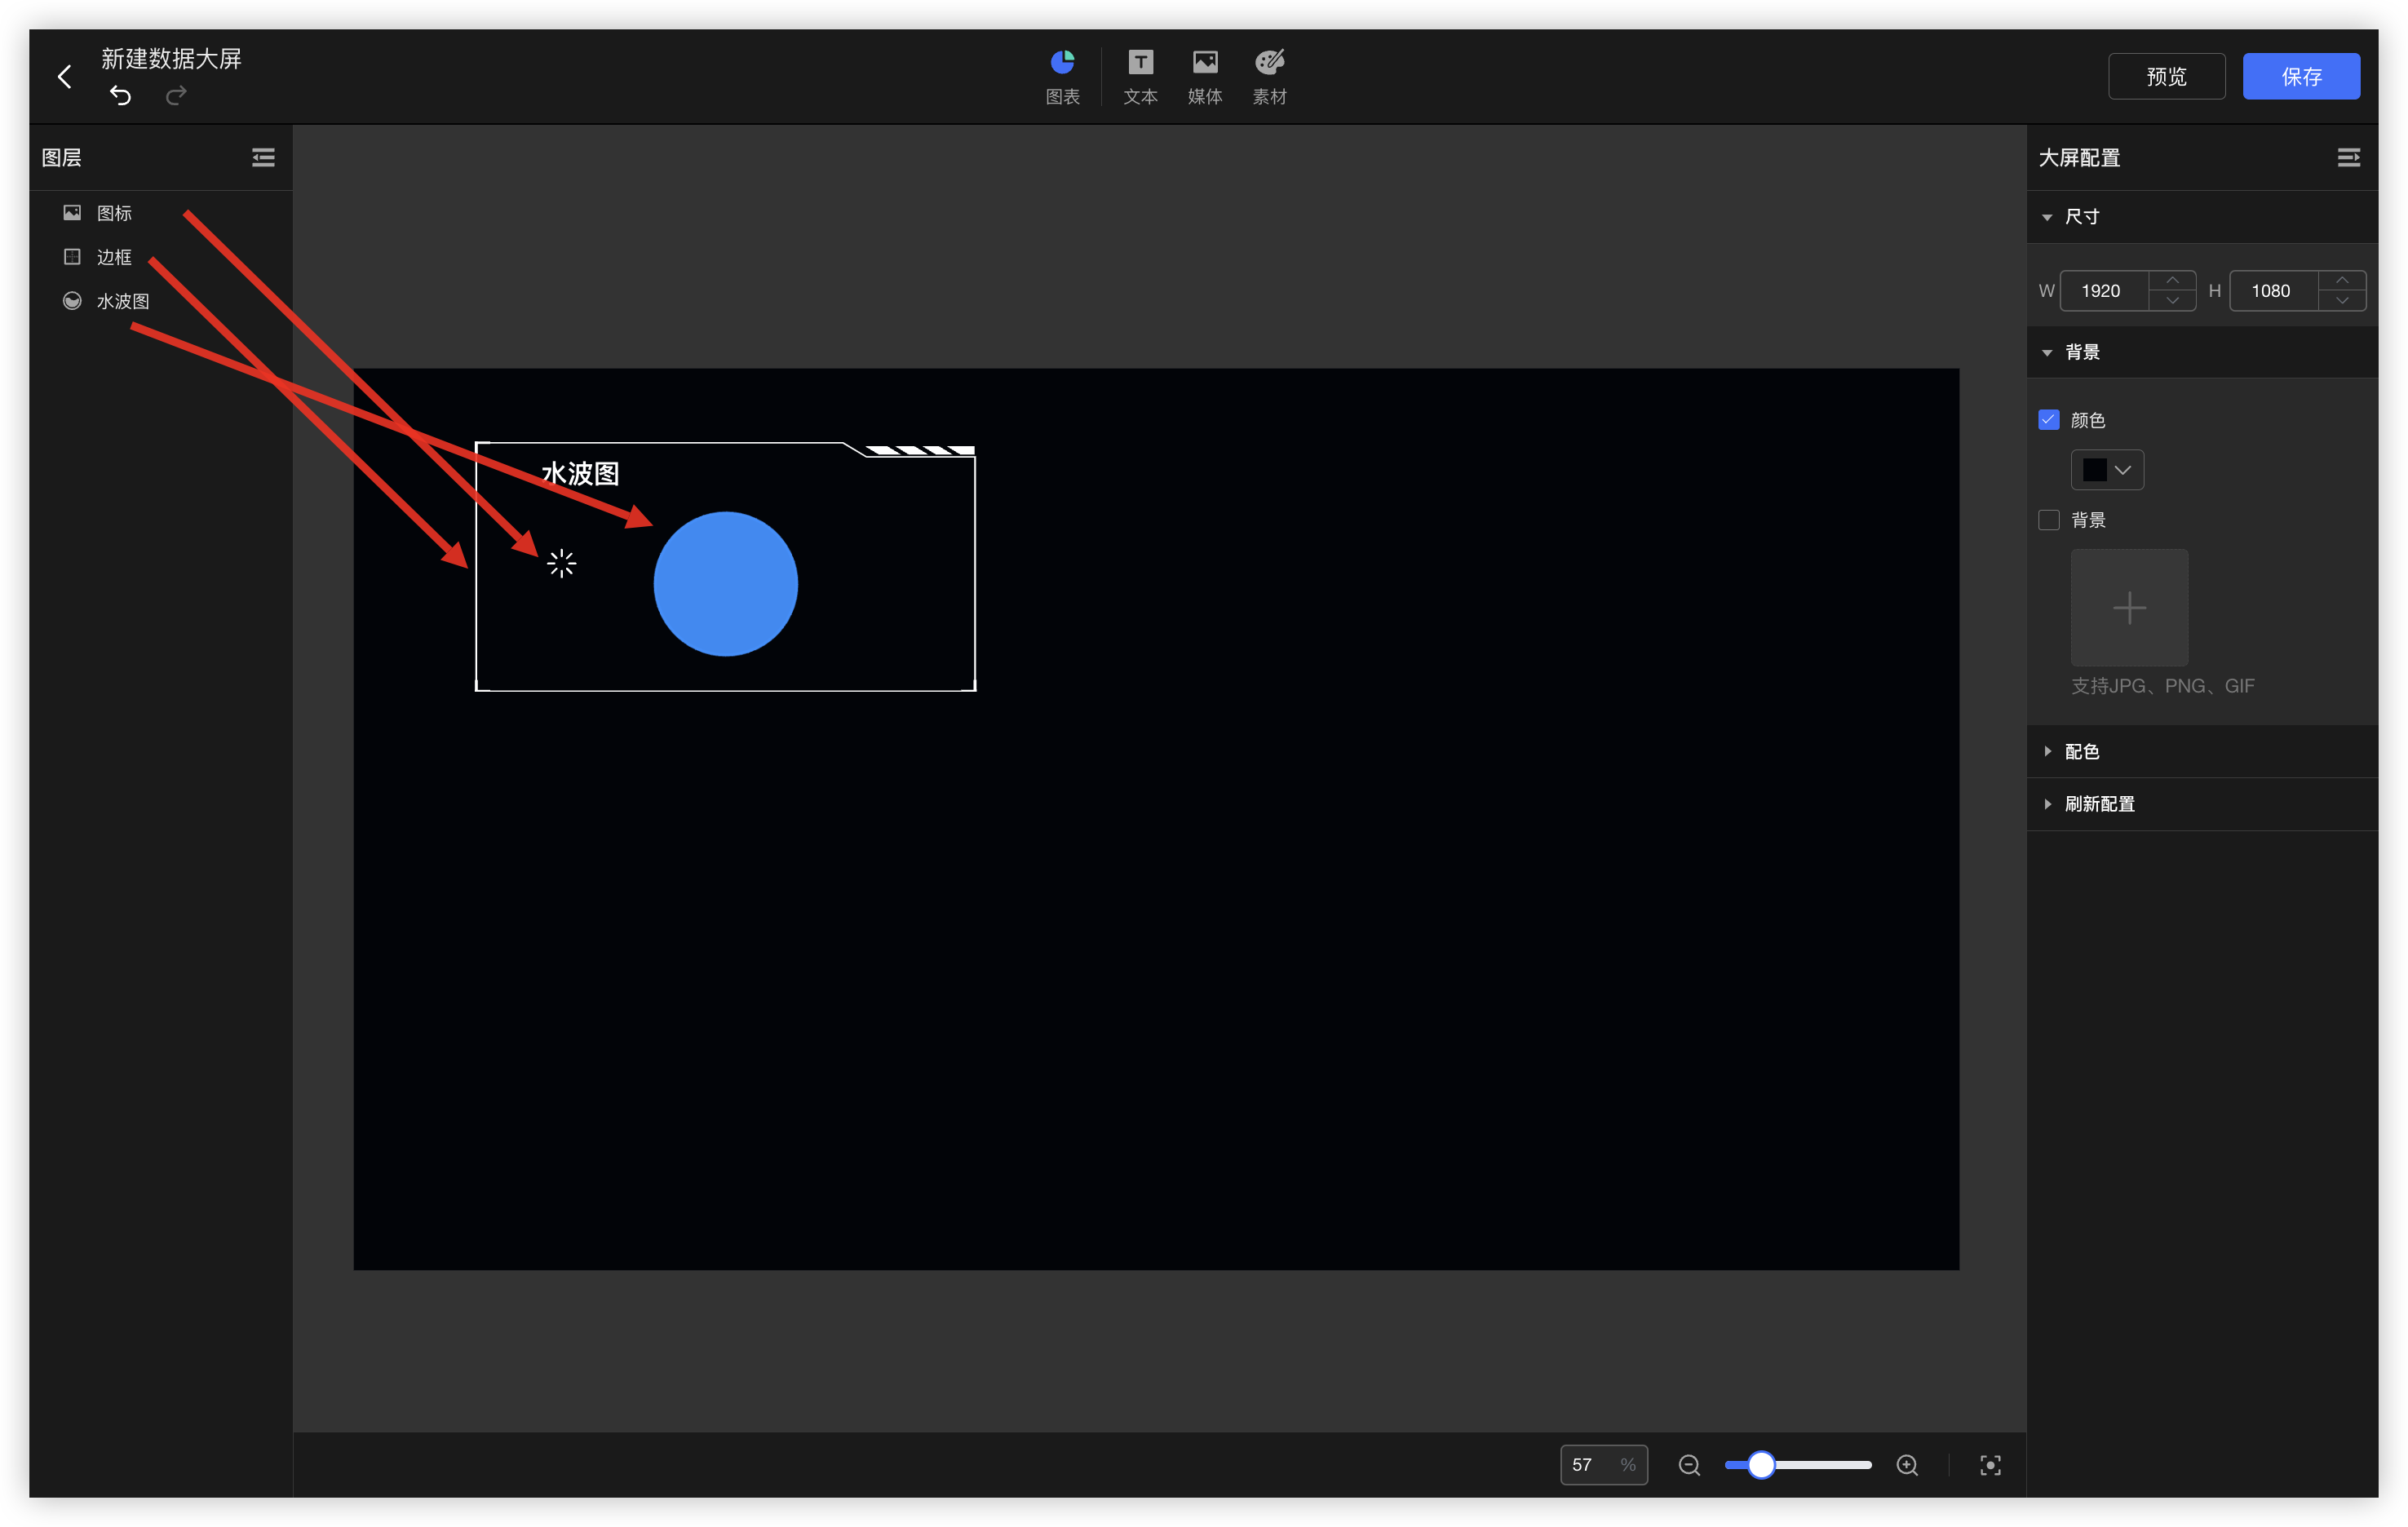 新建数据大屏
图表
文本
媒体
素材
预览
保存
图层
图标
边框
水波图
水波图
大屏配置
尺寸
W 1920 H 1080
背景
颜色
背景
支持JPG、PNG、GIF
配色
刷新配置
57 %